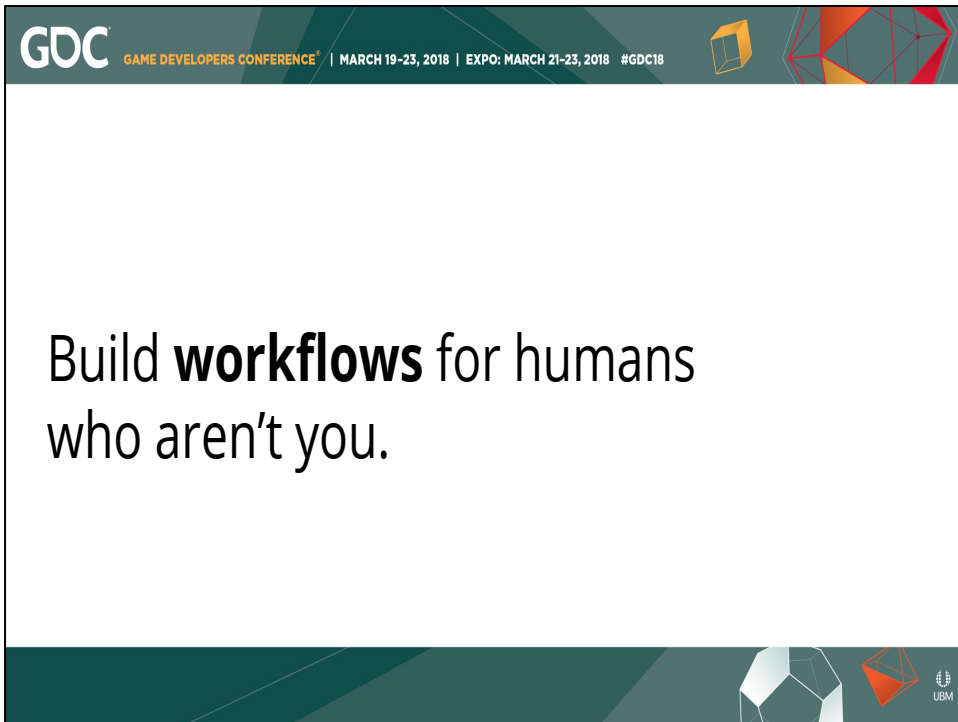 GDC GAME DEVELOPERS CONFERENCE® | MARCH 19–23, 2018 | EXPO: MARCH 21–23, 2018 #GDC18
Build workflows for humans
who aren’t you.
UBM